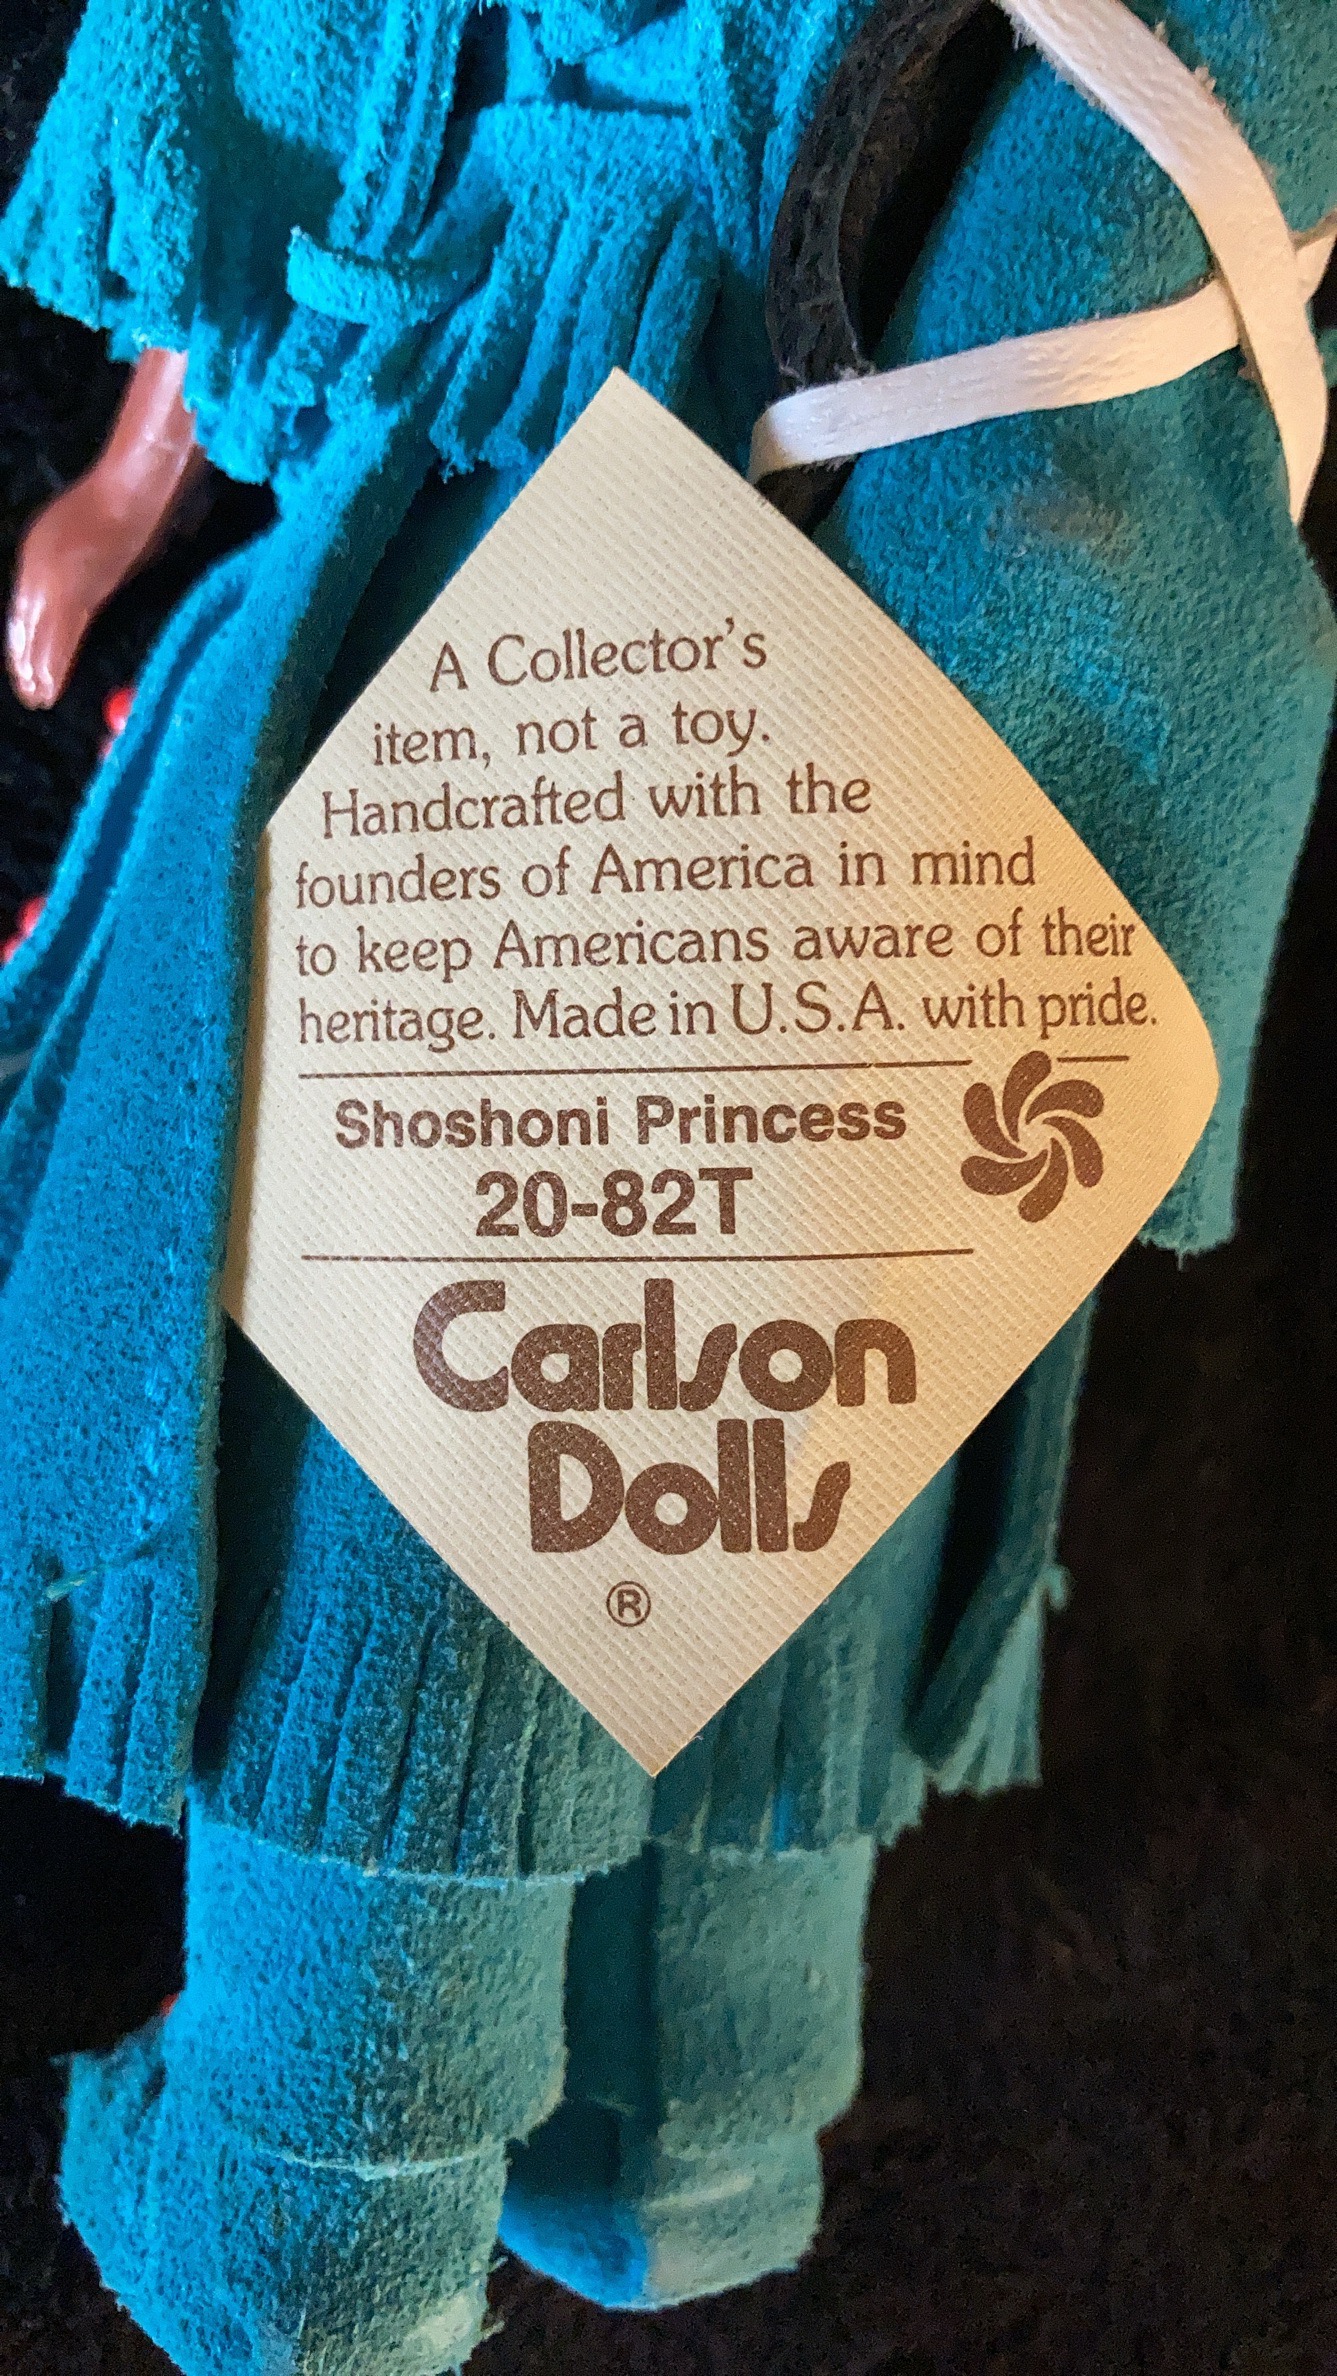 A Collector's
item, not a toy.
Handcrafted with the
founders of America in mind
to keep Americans aware of their
heritage. Made in U.S.A. with pride.
Shoshoni Princess
20-82T
Carlson
Dolls
®